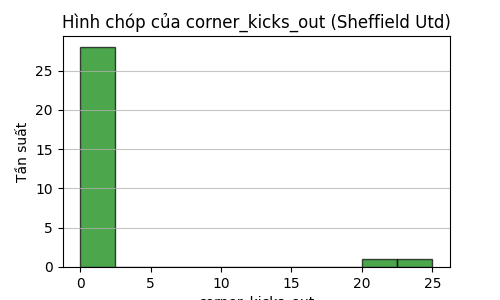 Hình chóp của corner_kicks_out (Sheffield Utd)
Tần suất
25
20
15
10
5
0
0 5 10 15 20 25
corner_kicks_out